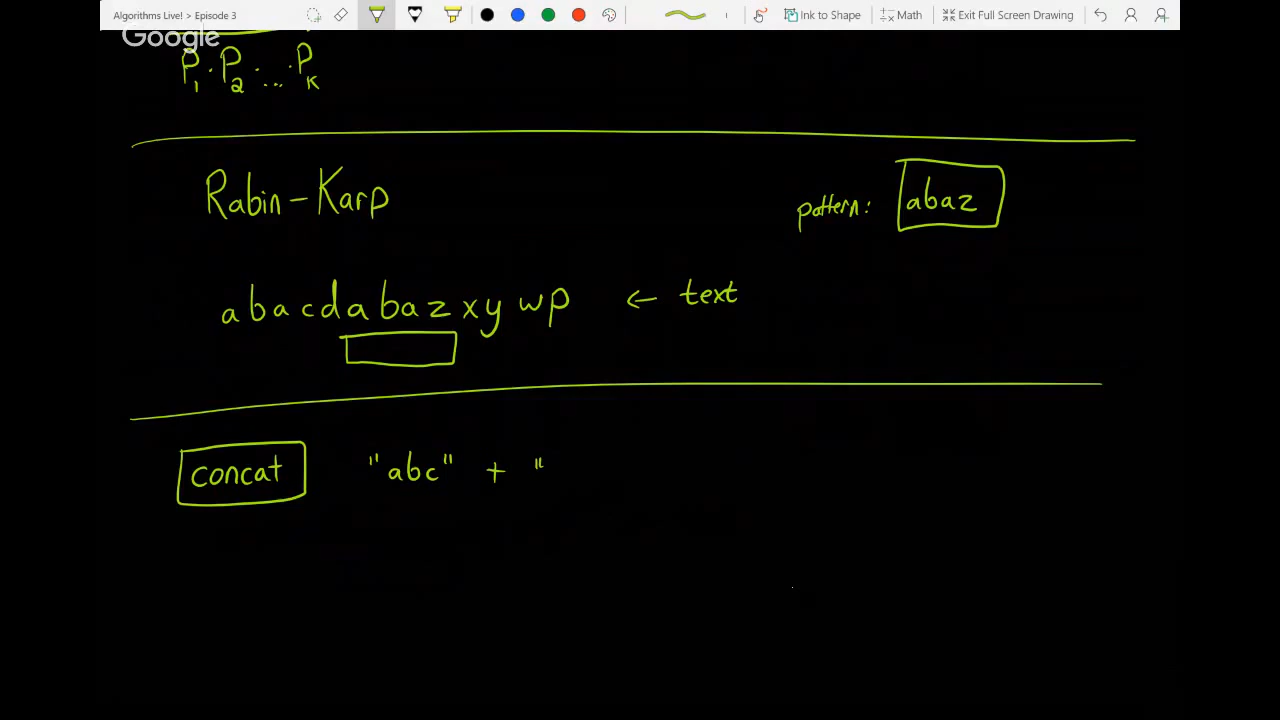 Algorithms Live! > Episode 3
Ink to Shape
Math
Exit Full Screen Drawing
Google
P1 · P2 · ... · PK
Rabin-Karp
pattern: abaz
abacdabazxywp ← text
concat "abc" + "